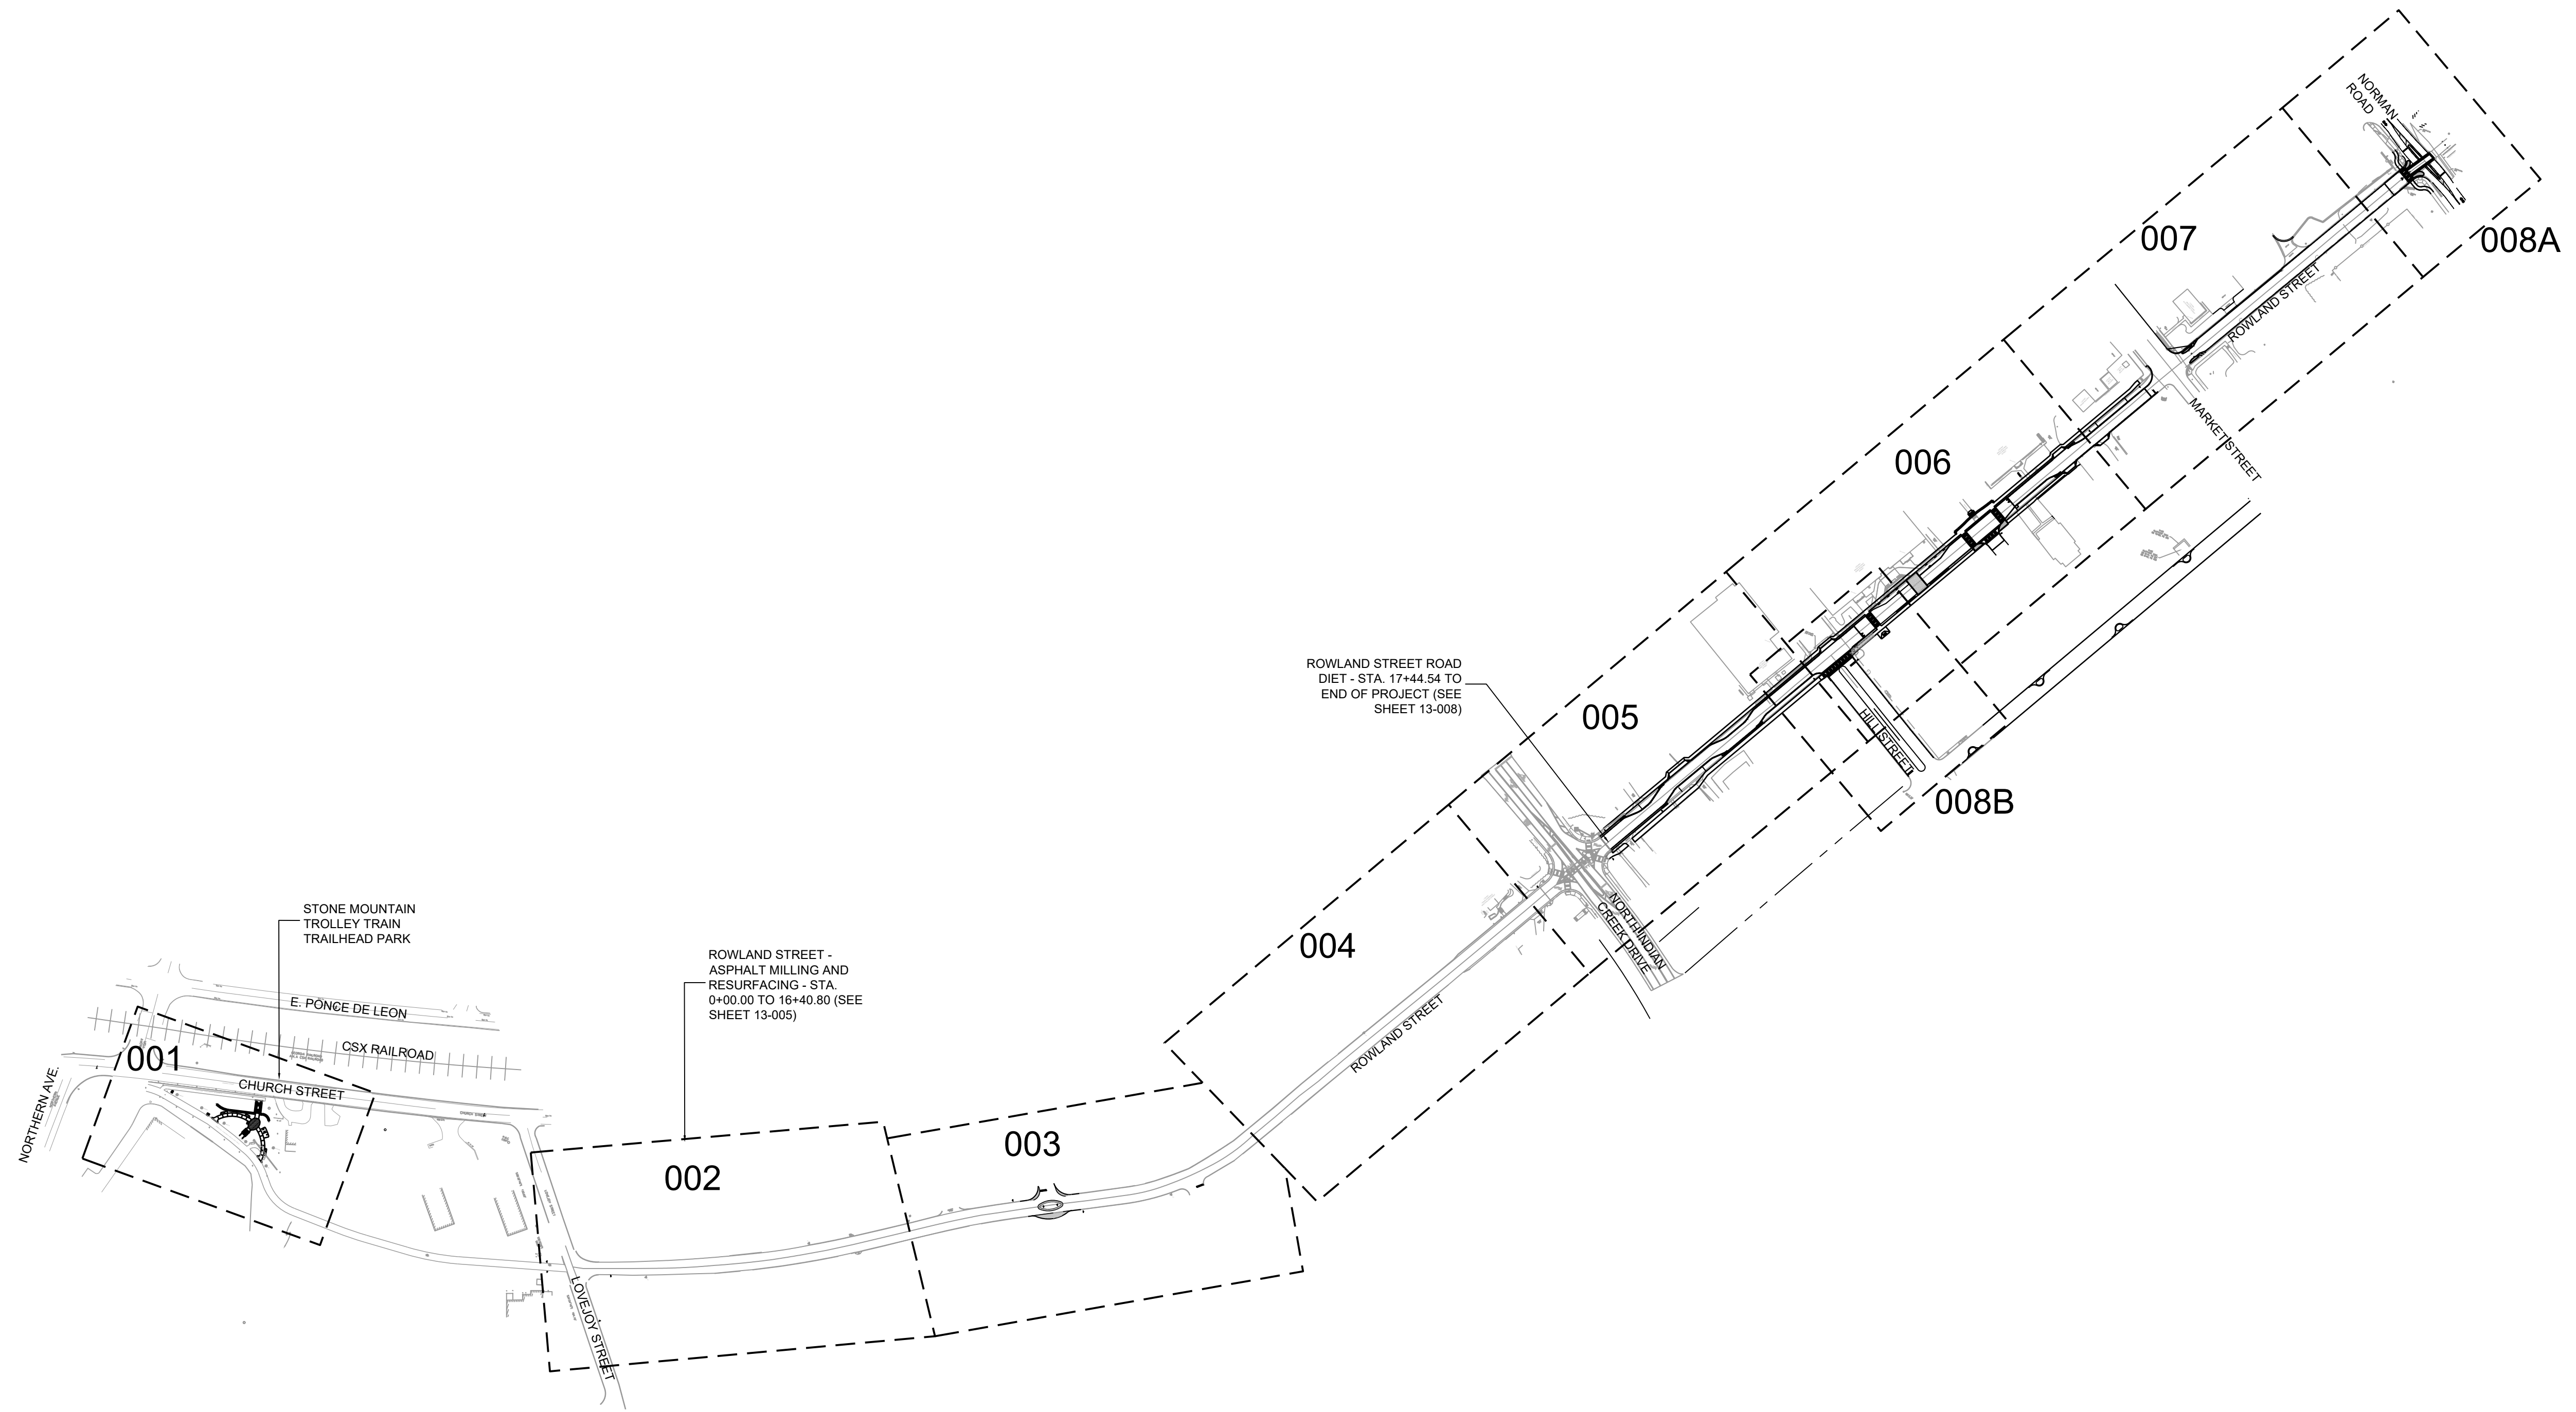 NORMAN
ROAD
007
008A
ROWLAND STREET
MARKET STREET
006
ROWLAND STREET ROAD
DIET - STA. 17+44.54 TO
END OF PROJECT (SEE
SHEET 13-008)
005
HILL STREET
008B
NORTH INDIAN
CREEK DRIVE
004
ROWLAND STREET
STONE MOUNTAIN
TROLLEY TRAIN
TRAILHEAD PARK
ROWLAND STREET -
ASPHALT MILLING AND
RESURFACING - STA.
0+00.00 TO 16+40.80 (SEE
SHEET 13-005)
E. PONCE DE LEON
CSX RAILROAD
001
CHURCH STREET
NORTHERN AVE.
003
002
LOVEJOY STREET